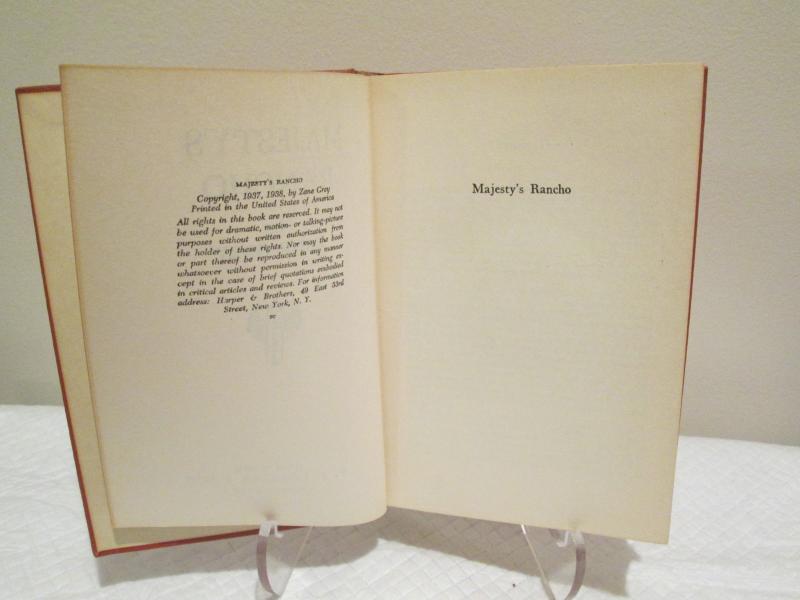 MAJESTY'S RANCHO
Copyright, 1937, 1938, by Zane Grey
Printed in the United States of America
All rights in this book are reserved. It may not
be used for dramatic, motion- or talking-picture
purposes without written authorization from
the holder of these rights. Nor may the book
or part thereof be reproduced in any manner
whatsoever without permission in writing ex-
cept in the case of brief quotations embodied
in critical articles and reviews. For information
address: Harper & Brothers, 49 East 33rd
Street, New York, N. Y.
Majesty's Rancho